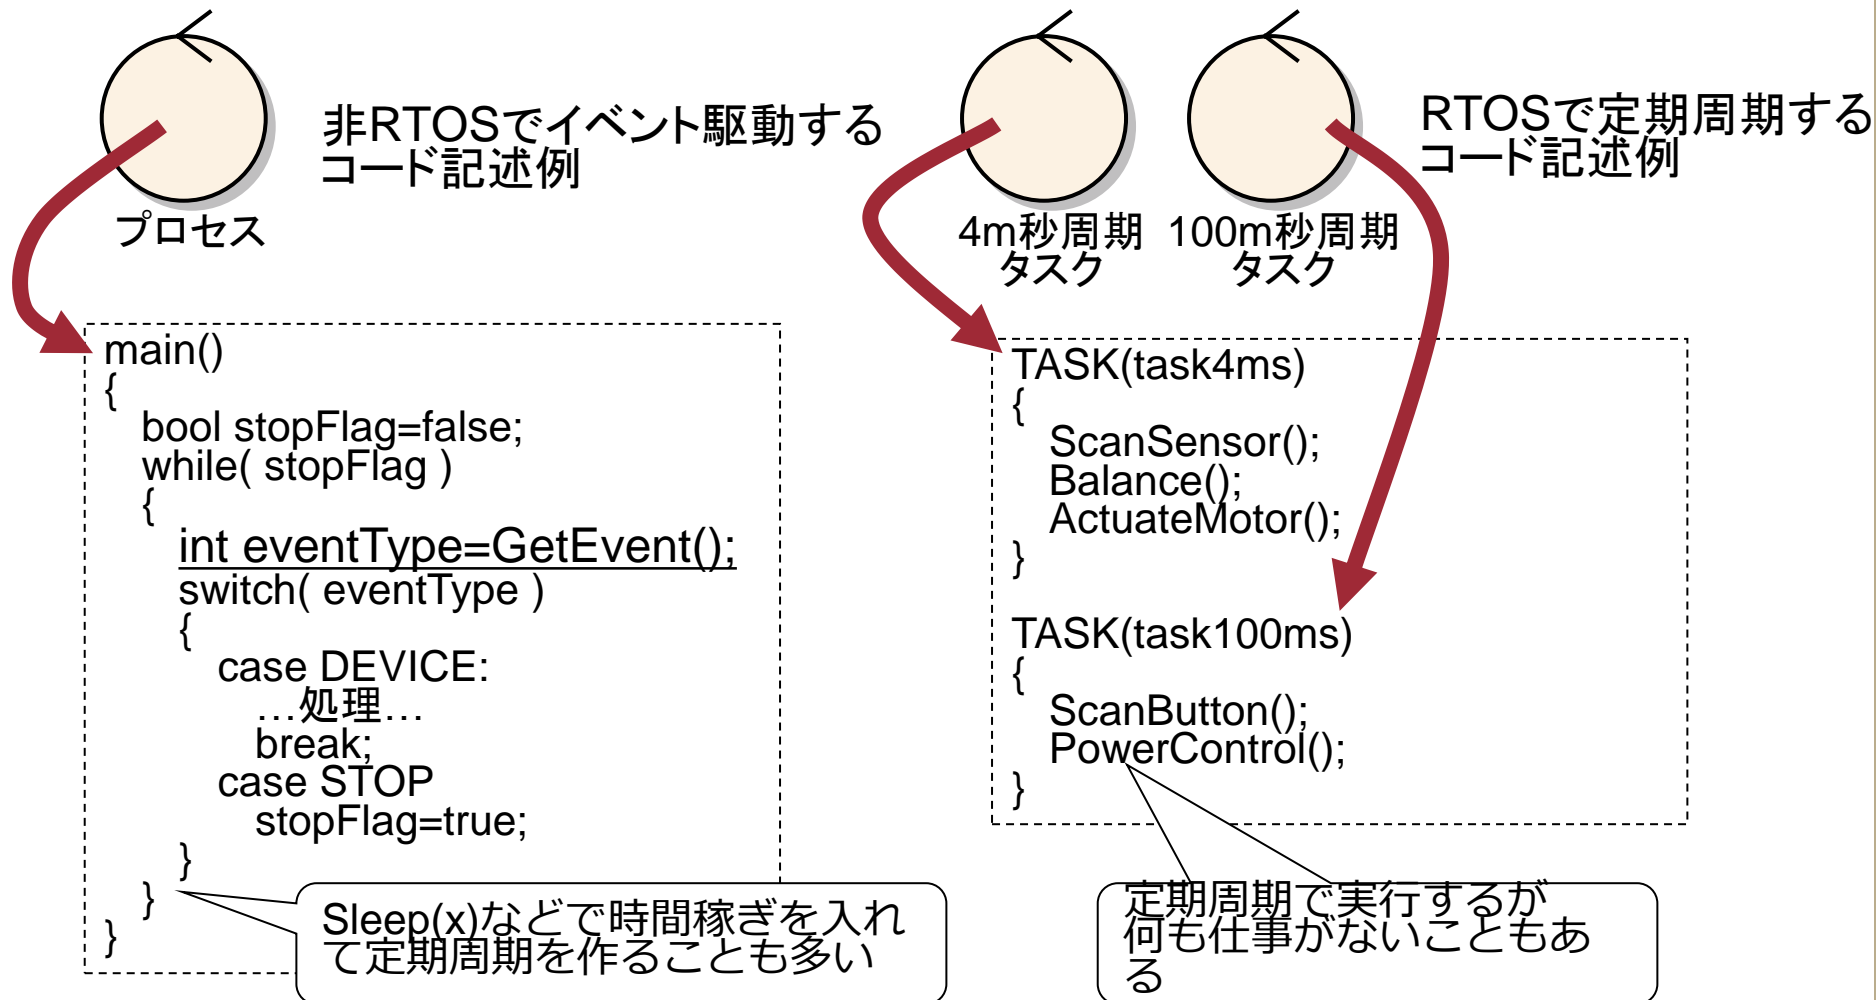 非RTOSでイベント駆動する
コード記述例
プロセス
main()
{
bool stopFlag=false;
while( stopFlag )
{
int eventType=GetEvent();
switch( eventType )
{
case DEVICE:
…処理…
break;
case STOP
stopFlag=true;
}
}
}
Sleep(x)などで時間稼ぎを入れ
て定期周期を作ることも多い
RTOSで定期周期する
コード記述例
4m秒周期
タスク
100m秒周期
タスク
TASK(task4ms)
{
ScanSensor();
Balance();
ActuateMotor();
}
TASK(task100ms)
{
ScanButton();
PowerControl();
}
定期周期で実行するが
何も仕事がないこともあ
る